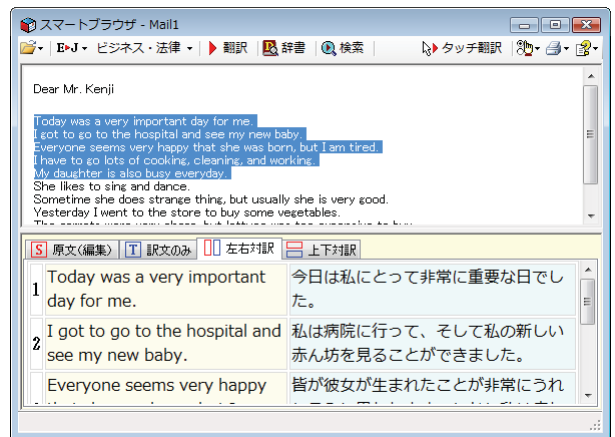 スマートブラウザ - Mail1
E▸J ビジネス・法律 翻訳 辞書 検索 タッチ翻訳
Dear Mr. Kenji
Today was a very important day for me.
I got to go to the hospital and see my new baby.
Everyone seems very happy that she was born, but I am tired.
I have to go lots of cooking, cleaning, and working.
My daughter is also busy everyday.
She likes to sing and dance.
Sometime she does strange thing, but usually she is very good.
Yesterday I went to the store to buy some vegetables.
S 原文(編集) T 訳文のみ 左右対訳 上下対訳
1 Today was a very important 今日は私にとって非常に重要な日でし
day for me. た。
2 I got to go to the hospital and 私は病院に行って、そして私の新しい
see my new baby. 赤ん坊を見ることができました。
Everyone seems very happy 皆が彼女が生まれたことが非常にうれ